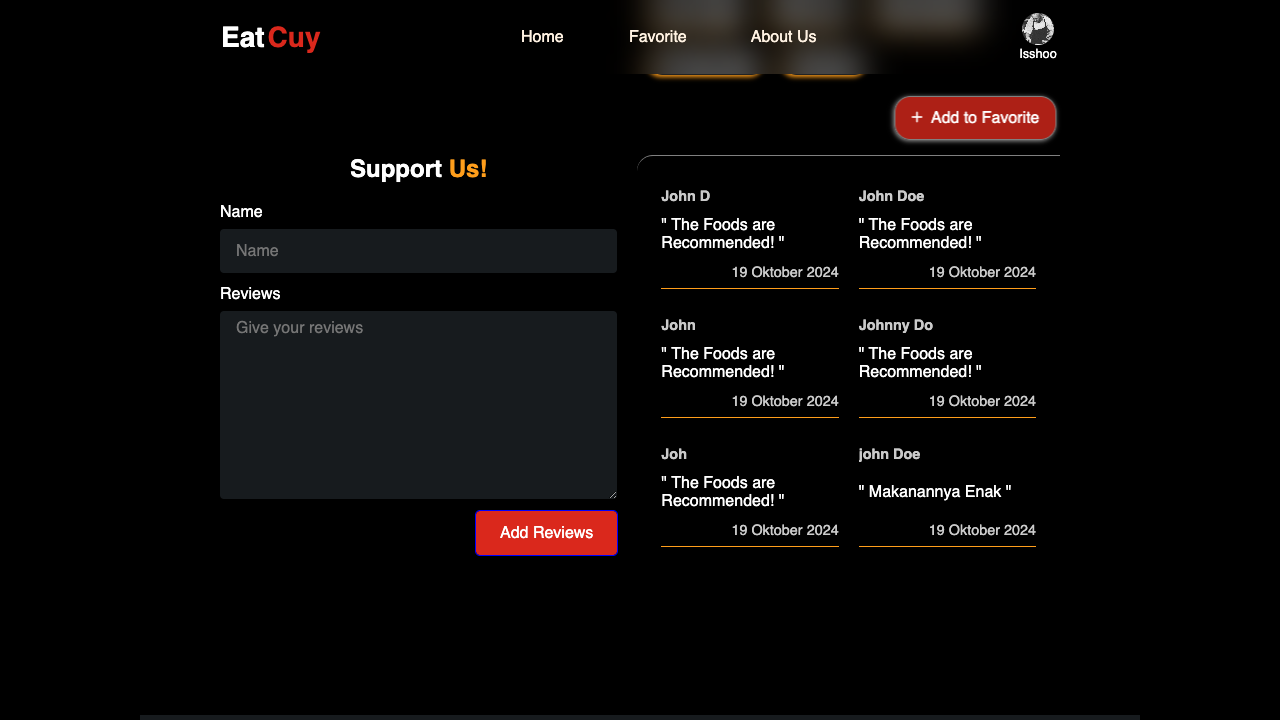 EatCuy
Home
Favorite
About Us
Isshoo
+ Add to Favorite
Support Us!
Name
Name
Reviews
Give your reviews
Add Reviews
John D
" The Foods are
Recommended! "
19 Oktober 2024
John Doe
" The Foods are
Recommended! "
19 Oktober 2024
John
" The Foods are
Recommended! "
19 Oktober 2024
Johnny Do
" The Foods are
Recommended! "
19 Oktober 2024
Joh
" The Foods are
Recommended! "
19 Oktober 2024
john Doe
" Makanannya Enak "
19 Oktober 2024